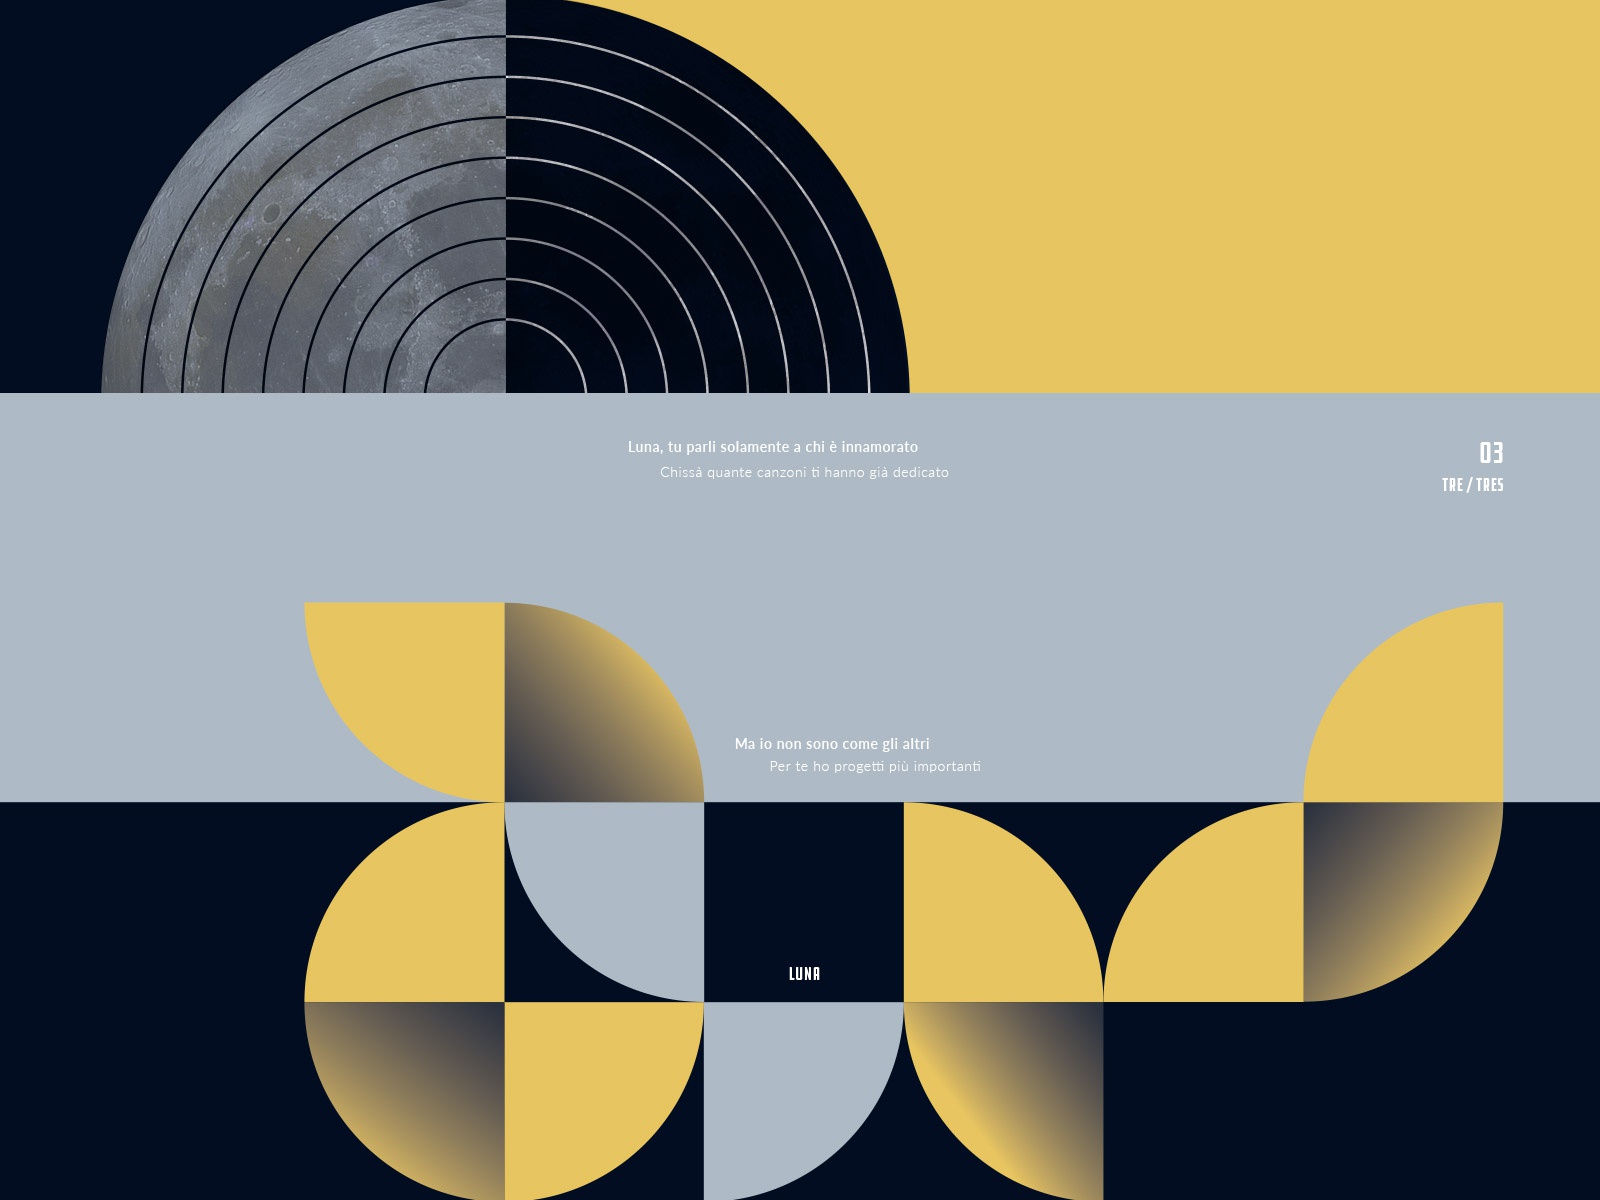 Luna, tu parli solamente a chi è innamorato
Chissà quante canzoni ti hanno già dedicato
03
TRE / TRES
Ma io non sono come gli altri
Per te ho progetti più importanti
LUNA